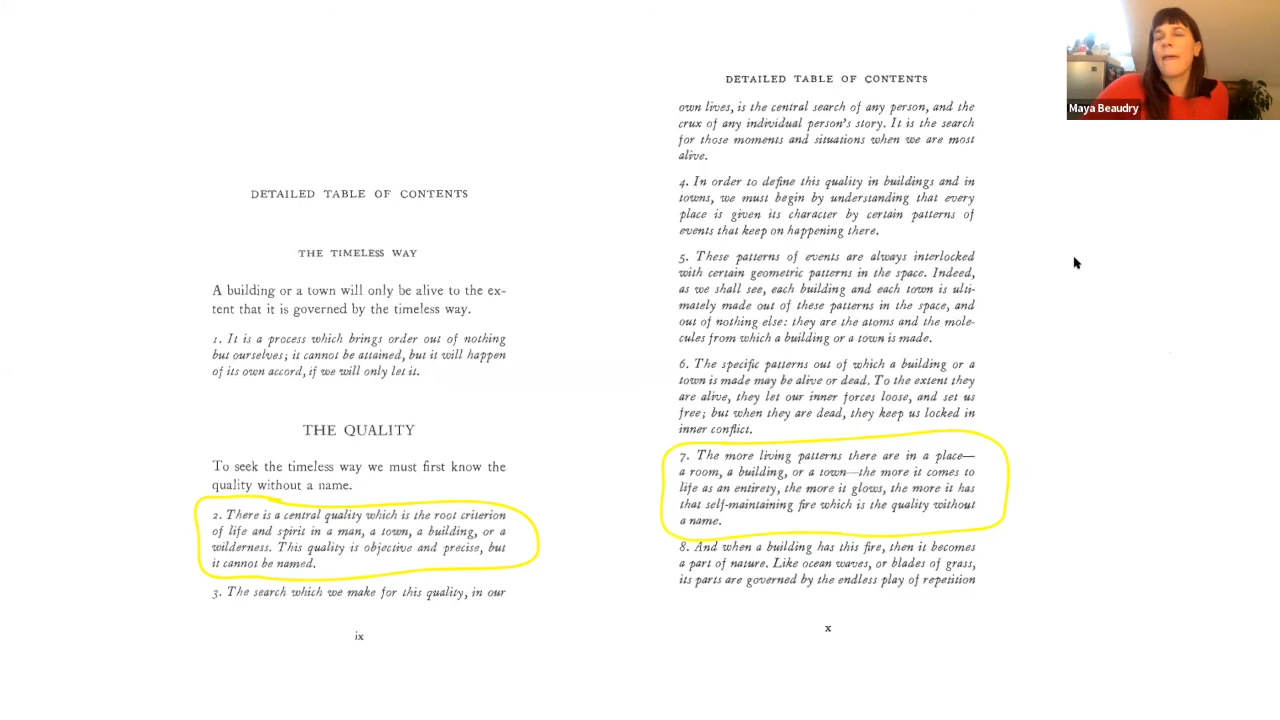 DETAILED TABLE OF CONTENTS
THE TIMELESS WAY
A building or a town will only be alive to the ex-
tent that it is governed by the timeless way.
1. It is a process which brings order out of nothing
but ourselves; it cannot be attained, but it will happen
of its own accord, if we will only let it.
THE QUALITY
To seek the timeless way we must first know the
quality without a name.
2. There is a central quality which is the root criterion
of life and spirit in a man, a town, a building, or a
wilderness. This quality is objective and precise, but
it cannot be named.
3. The search which we make for this quality, in our
ix
DETAILED TABLE OF CONTENTS
own lives, is the central search of any person, and the
crux of any individual person's story. It is the search
for those moments and situations when we are most
alive.
4. In order to define this quality in buildings and in
towns, we must begin by understanding that every
place is given its character by certain patterns of
events that keep on happening there.
5. These patterns of events are always interlocked
with certain geometric patterns in the space. Indeed,
as we shall see, each building and each town is ulti-
mately made out of these patterns in the space, and
out of nothing else: they are the atoms and the mole-
cules from which a building or a town is made.
6. The specific patterns out of which a building or a
town is made may be alive or dead. To the extent they
are alive, they let our inner forces loose, and set us
free; but when they are dead, they keep us locked in
inner conflict.
7. The more living patterns there are in a place—
a room, a building, or a town—the more it comes to
life as an entirety, the more it glows, the more it has
that self-maintaining fire which is the quality without
a name.
8. And when a building has this fire, then it becomes
a part of nature. Like ocean waves, or blades of grass,
its parts are governed by the endless play of repetition
x
Maya Beaudry